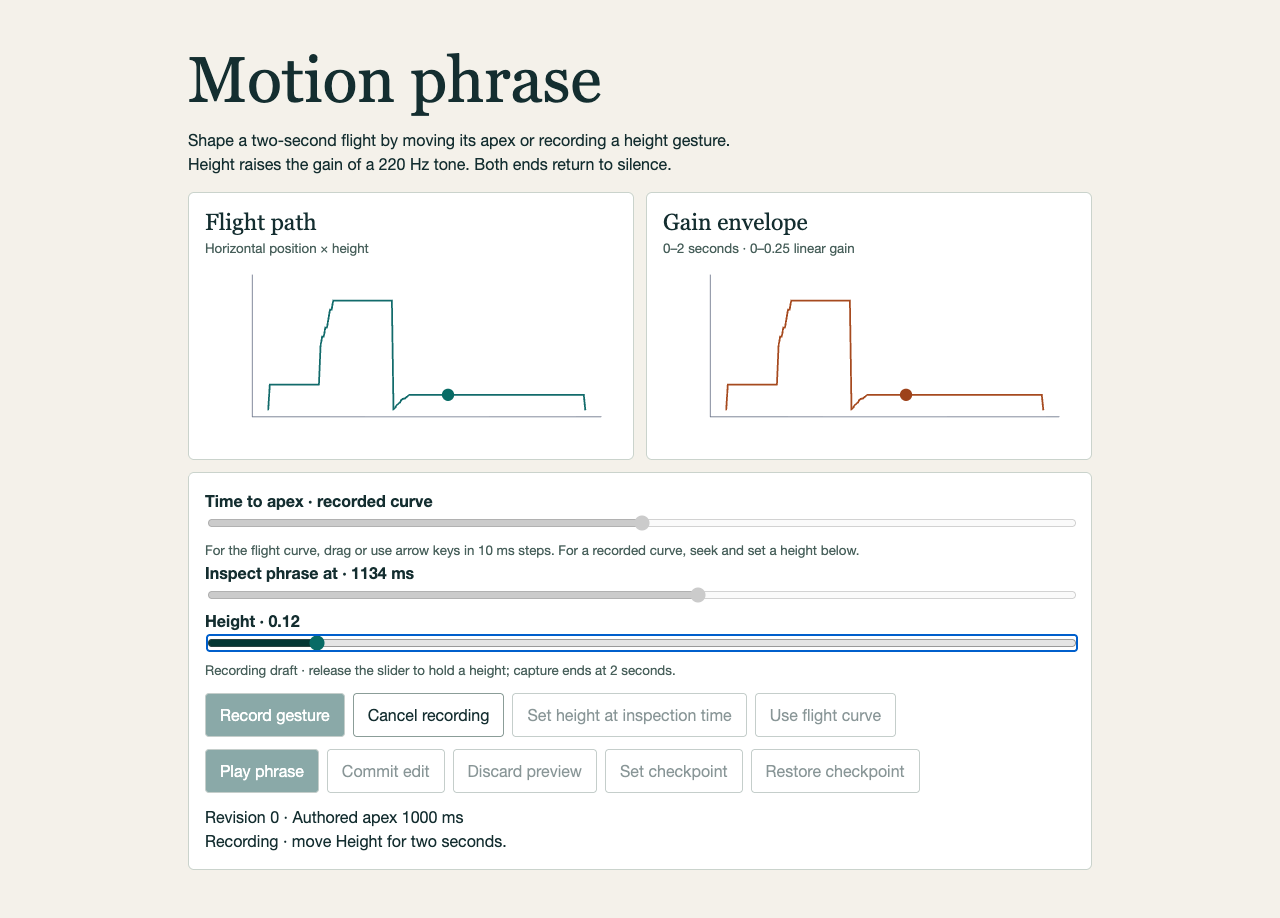 Motion phrase
Shape a two-second flight by moving its apex or recording a height gesture.
Height raises the gain of a 220 Hz tone. Both ends return to silence.
Flight path
Horizontal position × height
Gain envelope
0–2 seconds · 0–0.25 linear gain
Time to apex · recorded curve
For the flight curve, drag or use arrow keys in 10 ms steps. For a recorded curve, seek and set a height below.
Inspect phrase at · 1134 ms
Height · 0.12
Recording draft · release the slider to hold a height; capture ends at 2 seconds.
Record gesture
Cancel recording
Set height at inspection time
Use flight curve
Play phrase
Commit edit
Discard preview
Set checkpoint
Restore checkpoint
Revision 0 · Authored apex 1000 ms
Recording · move Height for two seconds.